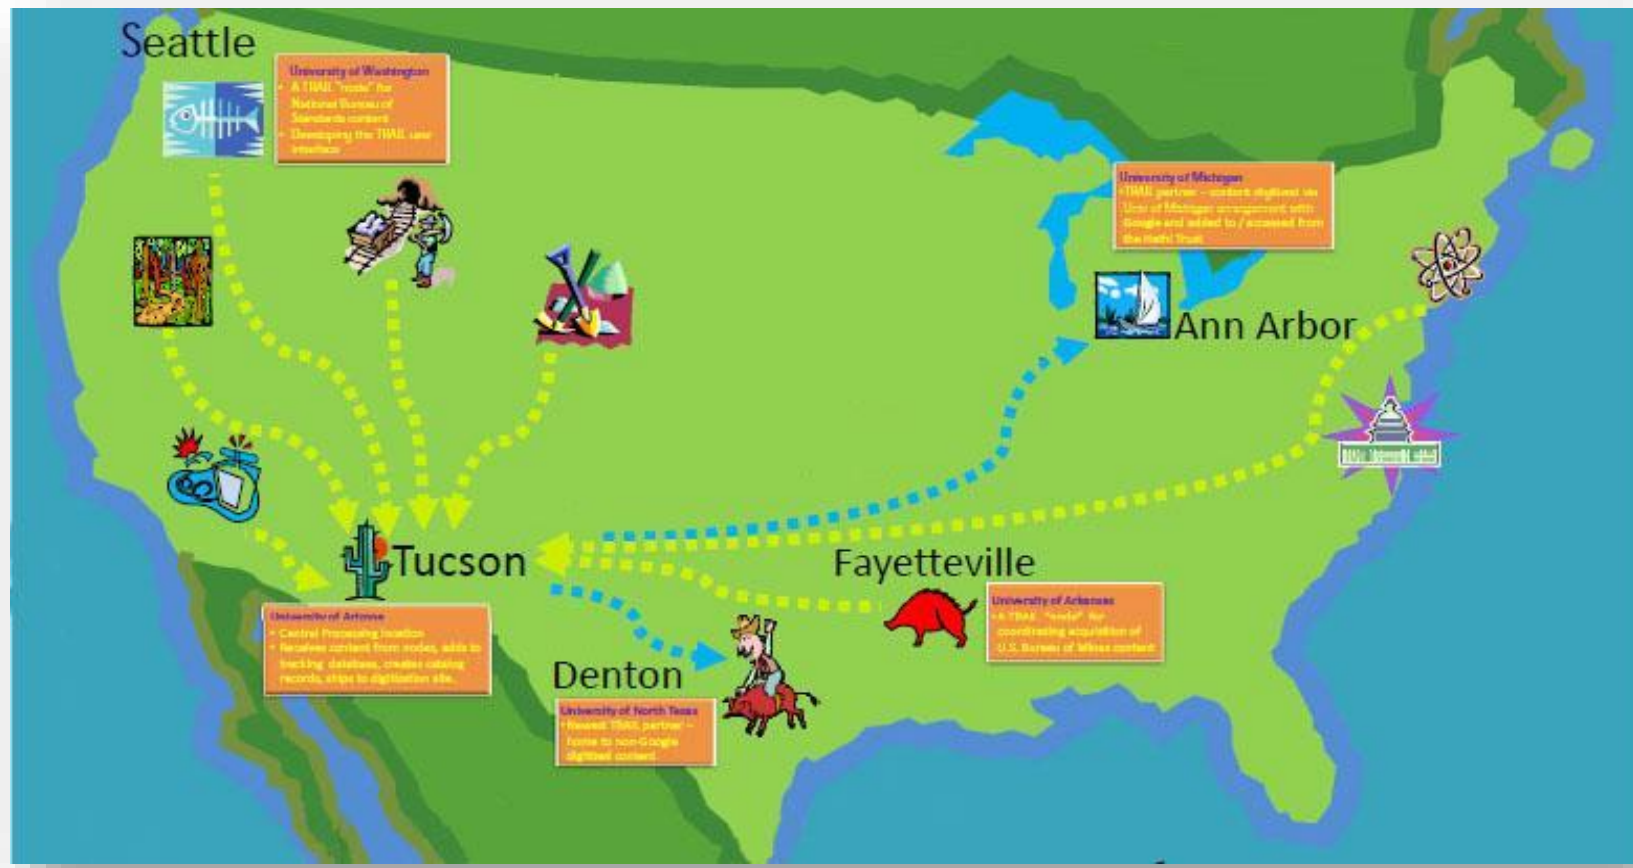 Seattle
University of Washington
• A TRAIL "node" for
National Bureau of
Standards content
• Developing the TRAIL user
interface
University of Michigan
•TRAIL partner – content digitized via
Univ of Michigan arrangement with
Google and added to / accessed from
the Hathi Trust
Ann Arbor
Tucson
University of Arizona
• Central Processing location
• Receives content from nodes, adds to
tracking database, creates catalog
records, ships to digitization site.
Fayetteville
University of Arkansas
•A TRAIL "node" for
coordinating acquisition of
U.S. Bureau of Mines content
Denton
University of North Texas
•Newest TRAIL partner –
home to non-Google
digitized content